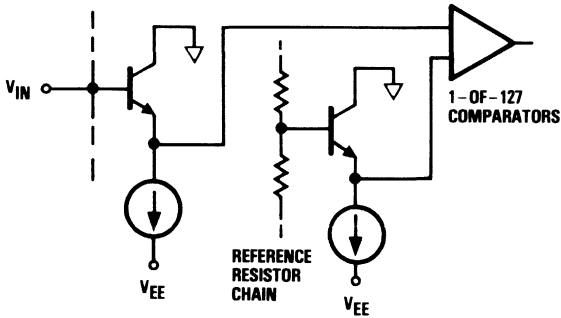 V_IN
1-OF-127
COMPARATORS
REFERENCE
RESISTOR
CHAIN
V_EE
V_EE